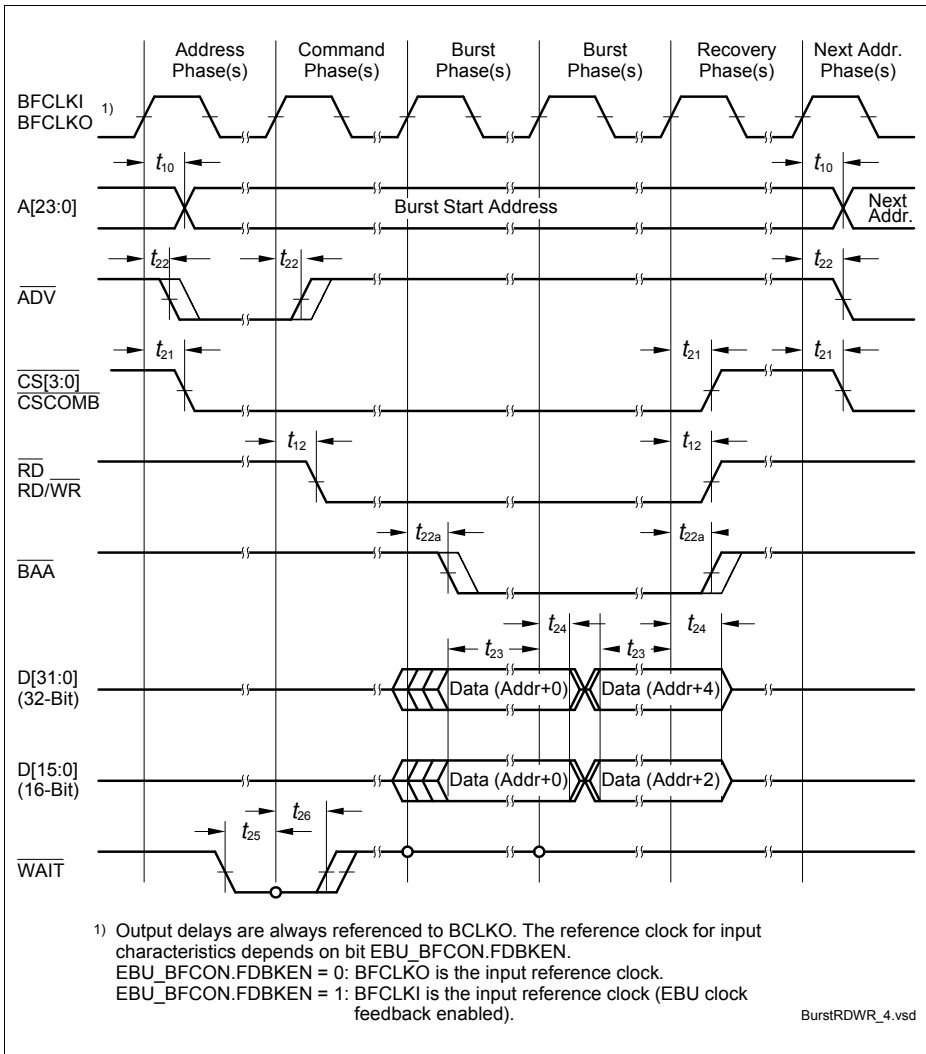 Address Phase(s) Command Phase(s) Burst Phase(s) Burst Phase(s) Recovery Phase(s) Next Addr. Phase(s)
BFCLKI
BFCLKO 1)
t10 t10
A[23:0] Burst Start Address Next Addr.
t22 t22 t22
ADV
t21 t21 t21
CS[3:0]
CSCOMB
t12 t12
RD
RD/WR
t22a t22a
BAA
t24 t24
t23 t23
D[31:0]
(32-Bit)
Data (Addr+0) Data (Addr+4)
D[15:0]
(16-Bit)
Data (Addr+0) Data (Addr+2)
t26
t25
WAIT
1) Output delays are always referenced to BCLKO. The reference clock for input
characteristics depends on bit EBU_BFCON.FDBKEN.
EBU_BFCON.FDBKEN = 0: BFCLKO is the input reference clock.
EBU_BFCON.FDBKEN = 1: BFCLKI is the input reference clock (EBU clock
feedback enabled).
BurstRDWR_4.vsd